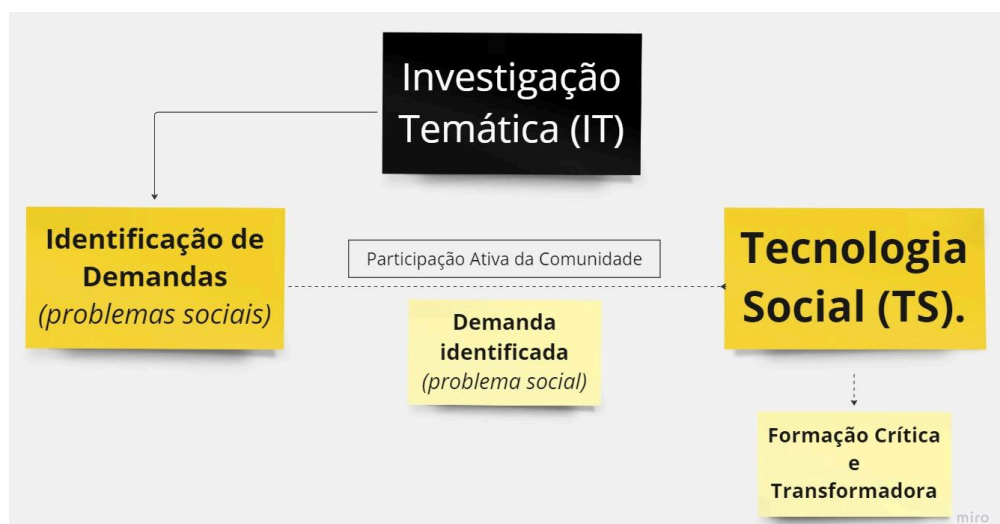 Investigação
Temática (IT)
Identificação de
Demandas
(problemas sociais)
Participação Ativa da Comunidade
Tecnologia
Social (TS).
Demanda
identificada
(problema social)
Formação Crítica
e
Transformadora
miro